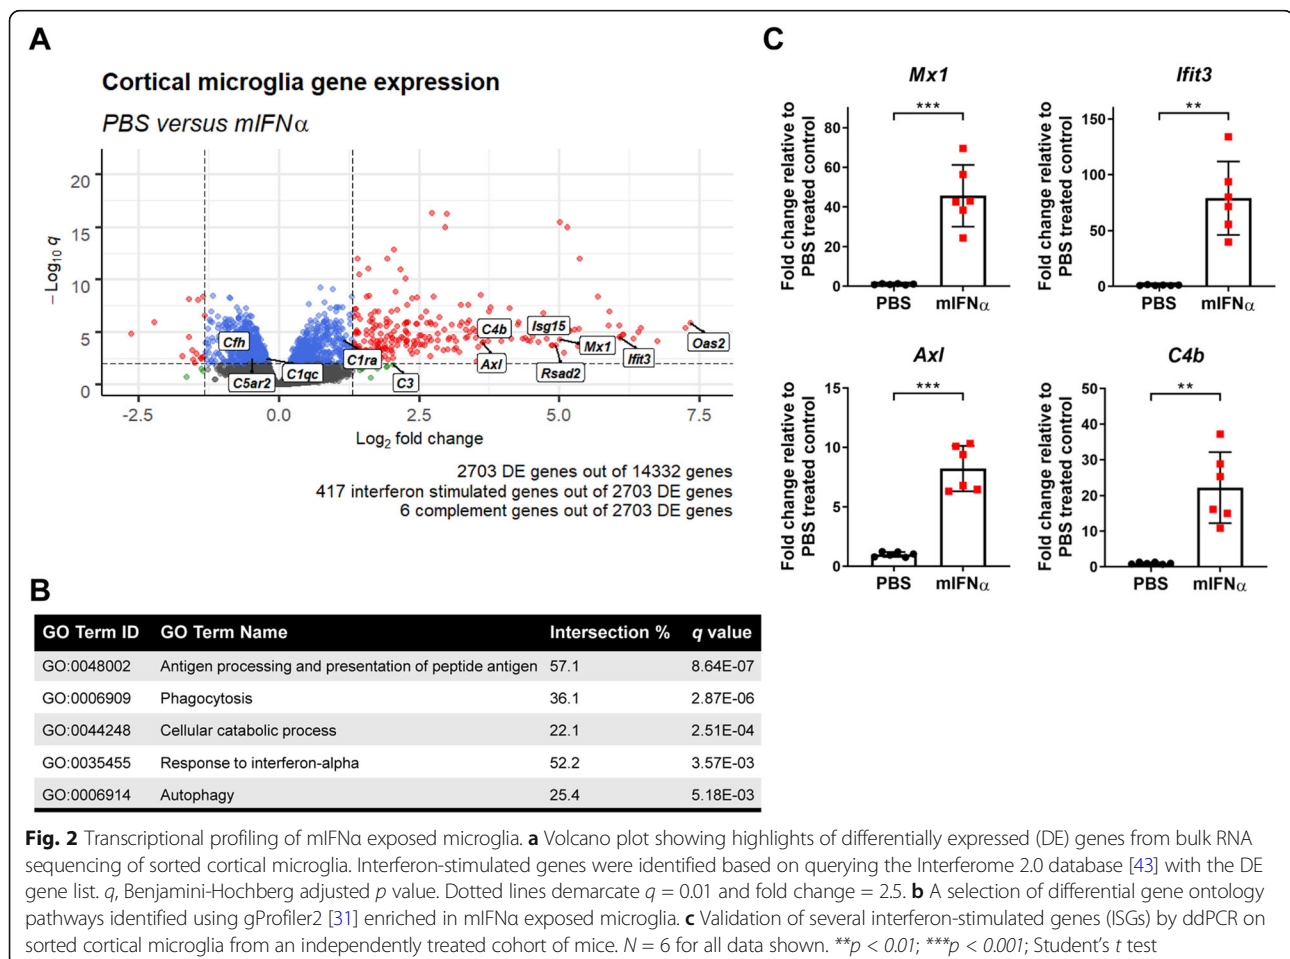 A
Cortical microglia gene expression
PBS versus mIFNα
20
15
10
5
0
− Log10 q
-2.5
0.0
2.5
5.0
7.5
Log2 fold change
Cfh
C5ar2
C1qc
C1ra
C3
C4b
Axl
Isg15
Rsad2
Mx1
Ifit3
Oas2
2703 DE genes out of 14332 genes
417 interferon stimulated genes out of 2703 DE genes
6 complement genes out of 2703 DE genes
B
GO Term ID GO Term Name Intersection % q value
GO:0048002 Antigen processing and presentation of peptide antigen 57.1 8.64E-07
GO:0006909 Phagocytosis 36.1 2.87E-06
GO:0044248 Cellular catabolic process 22.1 2.51E-04
GO:0035455 Response to interferon-alpha 52.2 3.57E-03
GO:0006914 Autophagy 25.4 5.18E-03
C
Mx1
Fold change relative to
PBS treated control
80
60
40
20
0
***
PBS mIFNα
Ifit3
Fold change relative to
PBS treated control
150
100
50
0
**
PBS mIFNα
Axl
Fold change relative to
PBS treated control
15
10
5
0
***
PBS mIFNα
C4b
Fold change relative to
PBS treated control
50
40
30
20
10
0
**
PBS mIFNα
Fig. 2 Transcriptional profiling of mIFNα exposed microglia. a Volcano plot showing highlights of differentially expressed (DE) genes from bulk RNA
sequencing of sorted cortical microglia. Interferon-stimulated genes were identified based on querying the Interferome 2.0 database [43] with the DE
gene list. q, Benjamini-Hochberg adjusted p value. Dotted lines demarcate q = 0.01 and fold change = 2.5. b A selection of differential gene ontology
pathways identified using gProfiler2 [31] enriched in mIFNα exposed microglia. c Validation of several interferon-stimulated genes (ISGs) by ddPCR on
sorted cortical microglia from an independently treated cohort of mice. N = 6 for all data shown. **p < 0.01; ***p < 0.001; Student's t test